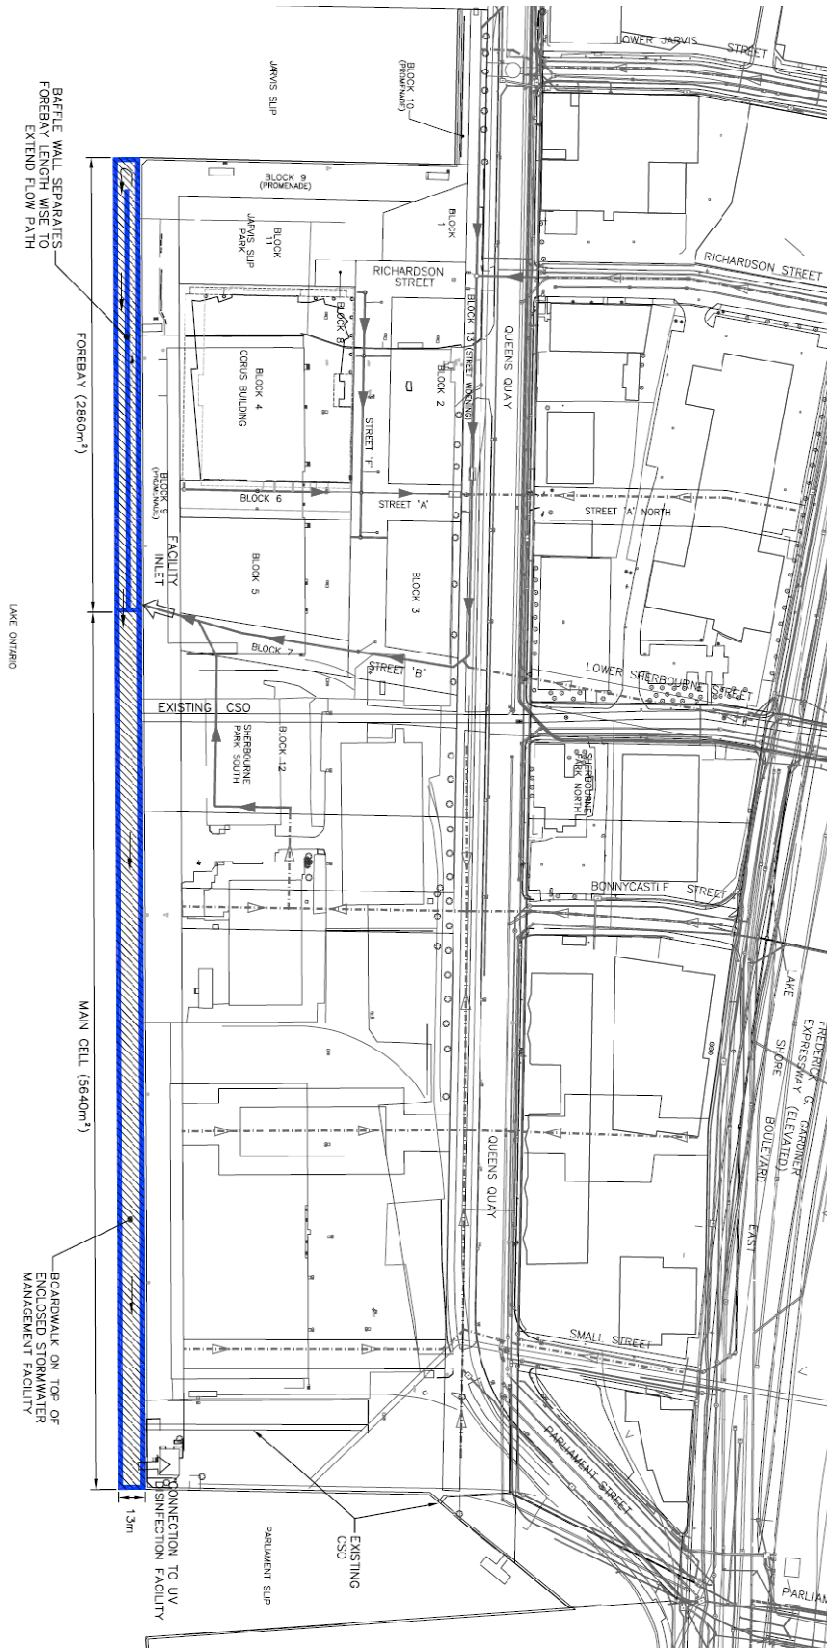 LOWER JARVIS STREET
JARVIS SLIP
BLOCK 10
(PROMENADE)
BAFFLE WALL SEPARATES
FOREBAY LENGTH WISE TO
EXTEND FLOW PATH
BLOCK 9
(PROMENADE)
BLOCK
11
JARVIS SLIP
PARK
BLOCK
1
RICHARDSON
STREET
RICHARDSON STREET
BLOCK 8
BLOCK 13 (STREET WIDENING)
QUEENS QUAY
FOREBAY (2860m²)
BLOCK 4
CORUS BUILDING
BLOCK 2
STREET 'F'
BLOCK 9
(PROMENADE)
BLOCK 6
STREET 'A'
STREET 'A' NORTH
FACILITY
INLET
BLOCK 5
BLOCK 3
LAKE ONTARIO
BLOCK 7
STREET 'B'
LOWER SHERBOURNE STREET
EXISTING CSO
BLOCK 12
SHERBOURNE
PARK SOUTH
SHERBOURNE
PARK NORTH
BONNYCASTLE STREET
MAIN CELL (5640m²)
LAKE SHORE BOULEVARD EAST
FREDERICK G. GARDINER
EXPRESSWAY (ELEVATED)
QUEENS QUAY
BOARDWALK ON TOP OF
ENCLOSED STORMWATER
MANAGEMENT FACILITY
SMALL STREET
PARLIAMENT STREET
13m
CONNECTION TO UV
DISINFECTION FACILITY
PARLIAMENT SLIP
EXISTING
CSO
PARLIAM